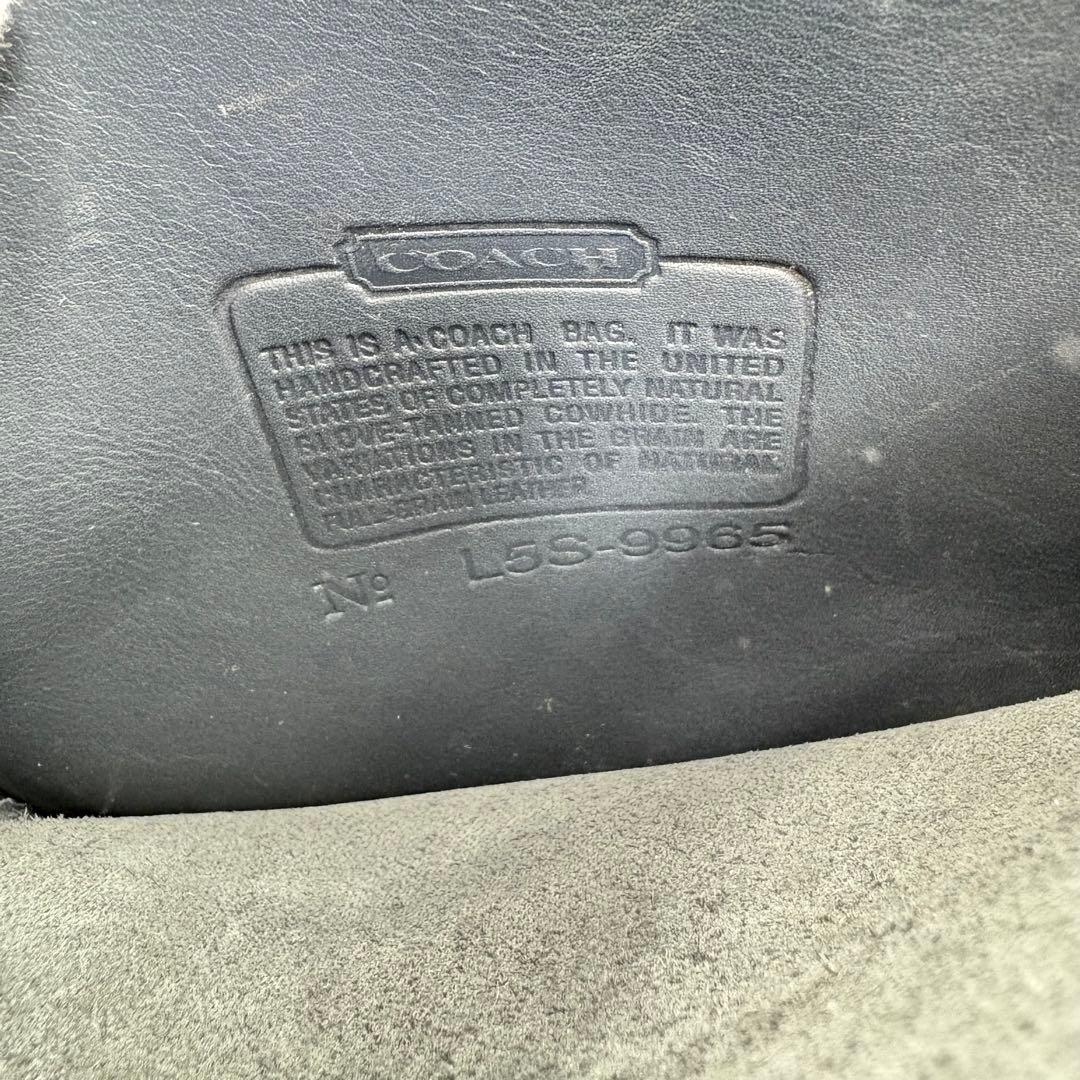 COACH
THIS IS A COACH BAG. IT WAS
HANDCRAFTED IN THE UNITED
STATES OF COMPLETELY NATURAL
GLOVE-TANNED COWHIDE. THE
VARIATIONS IN THE GRAIN ARE
CHARACTERISTIC OF NATURAL
FULL-GRAIN LEATHER
Nº L5S-9965